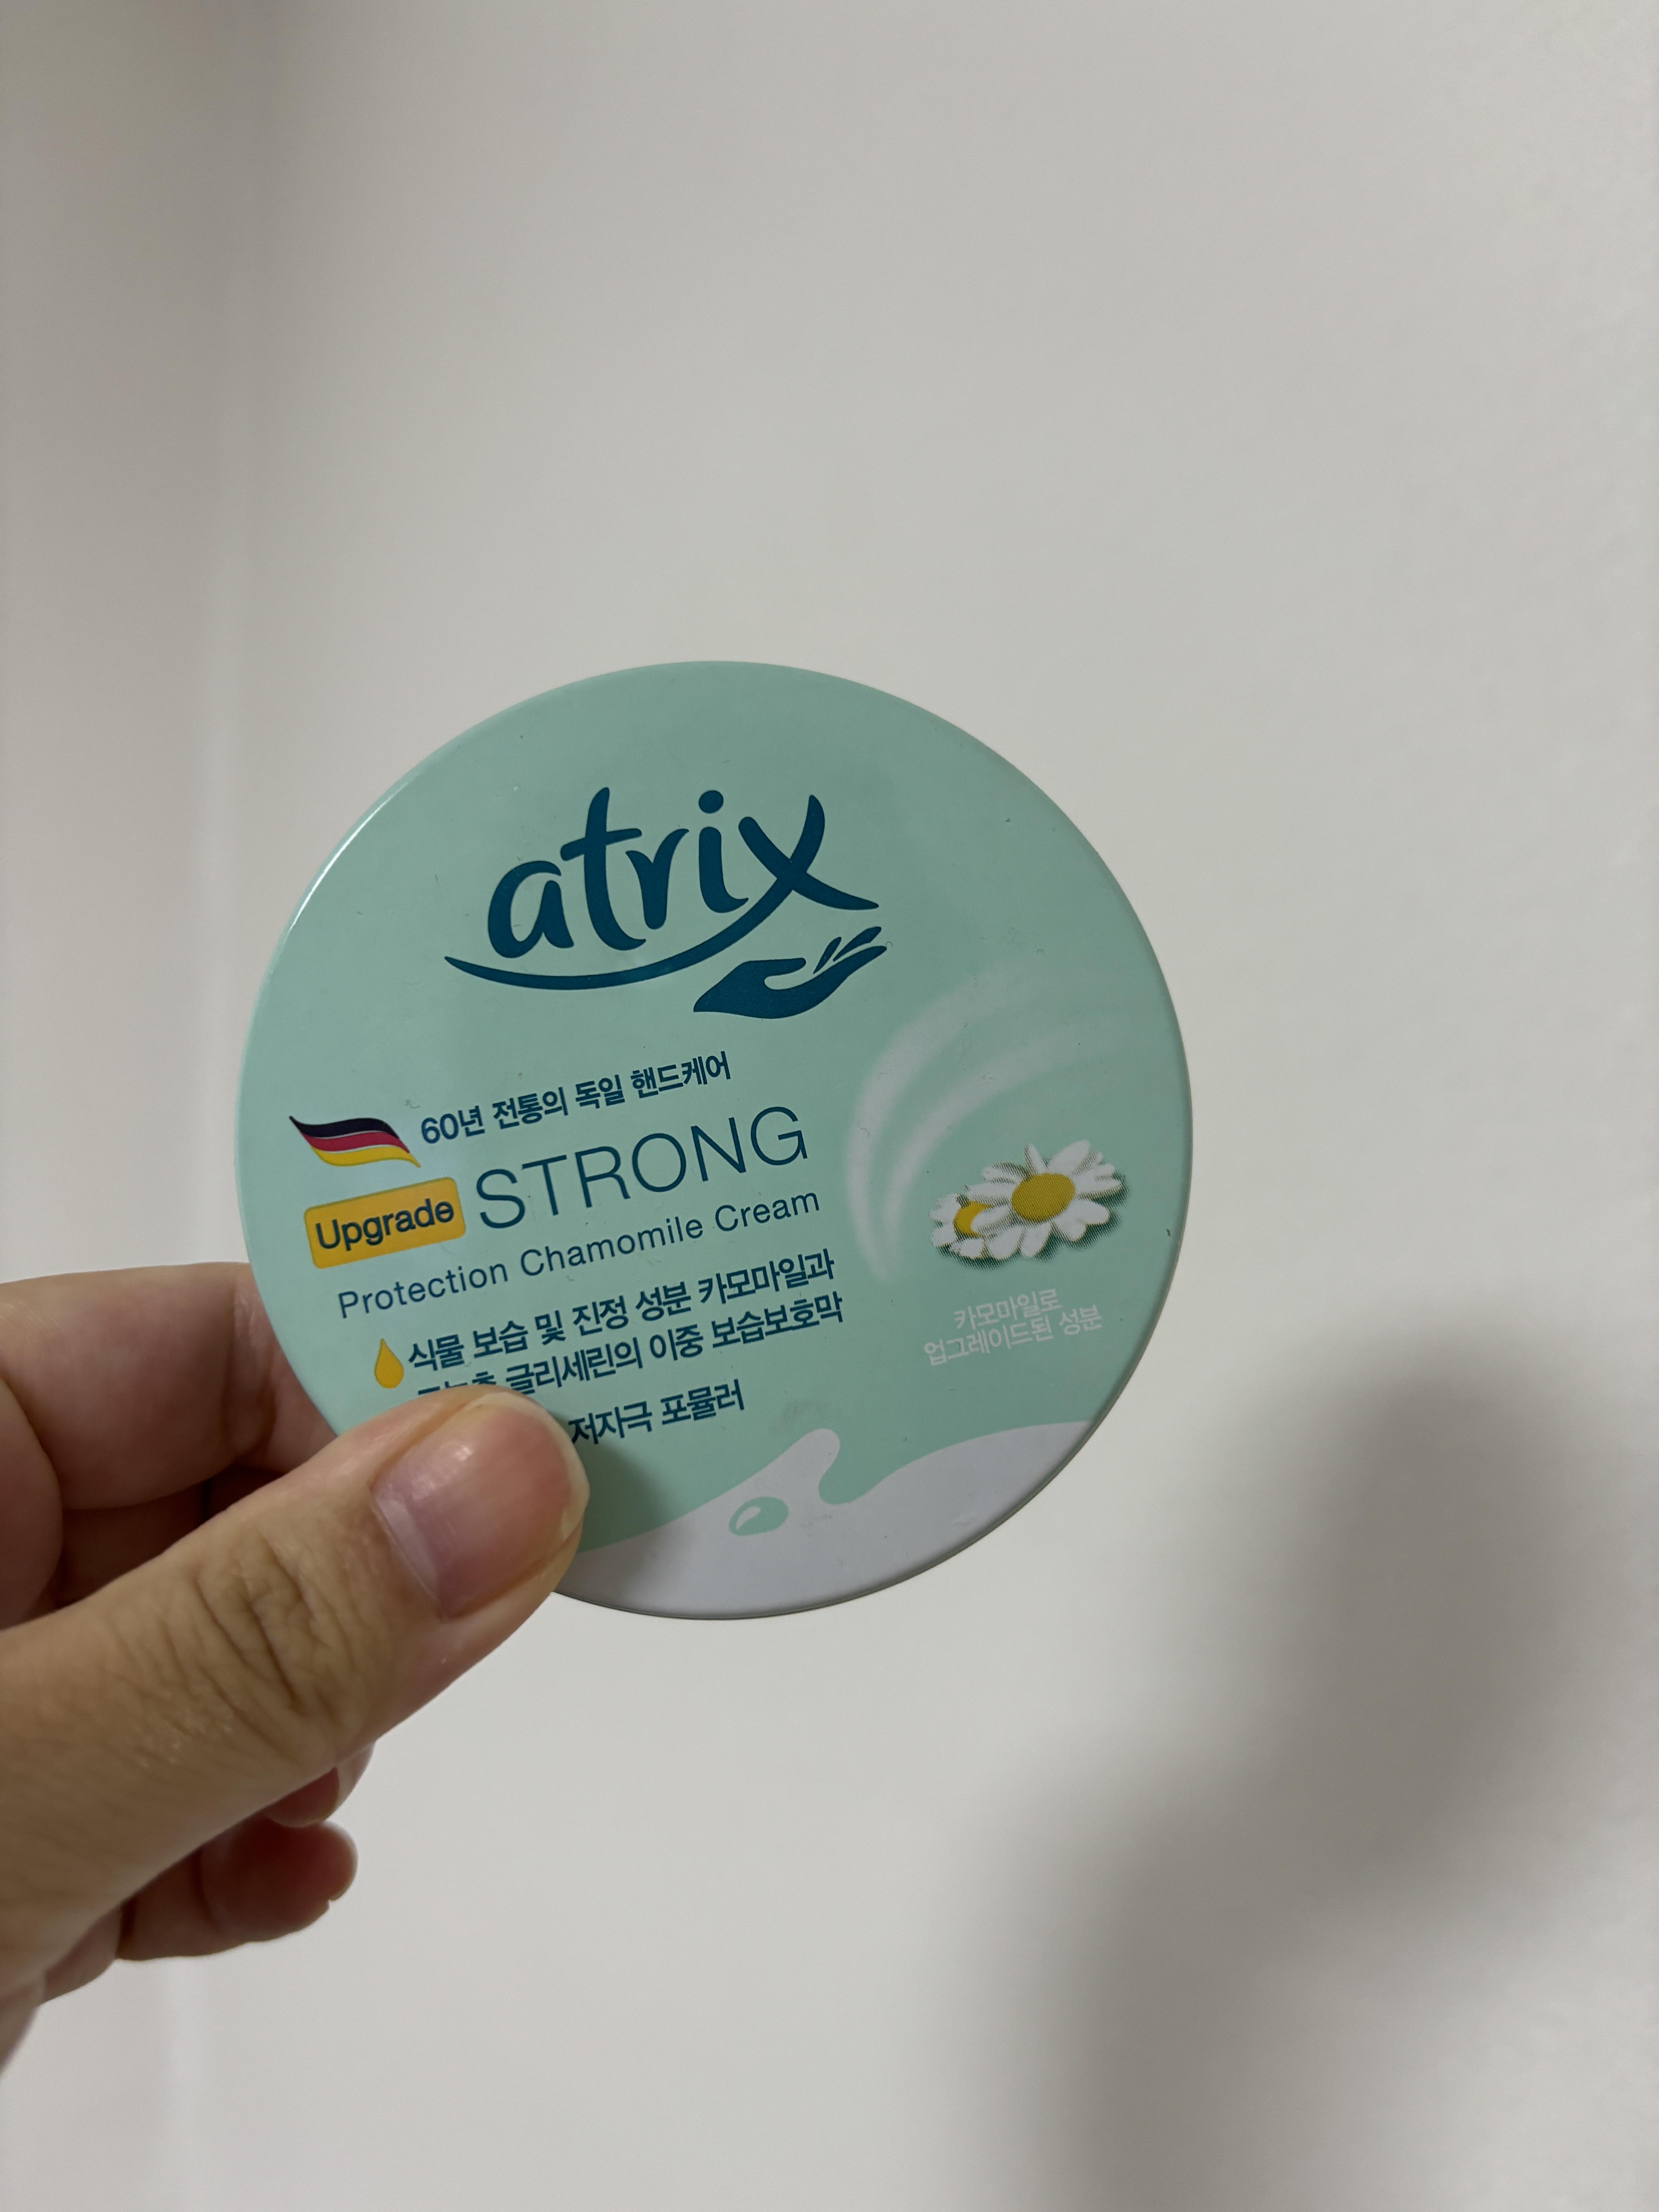 atrix
60년 전통의 독일 핸드케어
Upgrade STRONG
Protection Chamomile Cream
식물 보습 및 진정 성분 카모마일과
글리세린의 이중 보습보호막
저자극 포뮬러
카모마일로
업그레이드된 성분